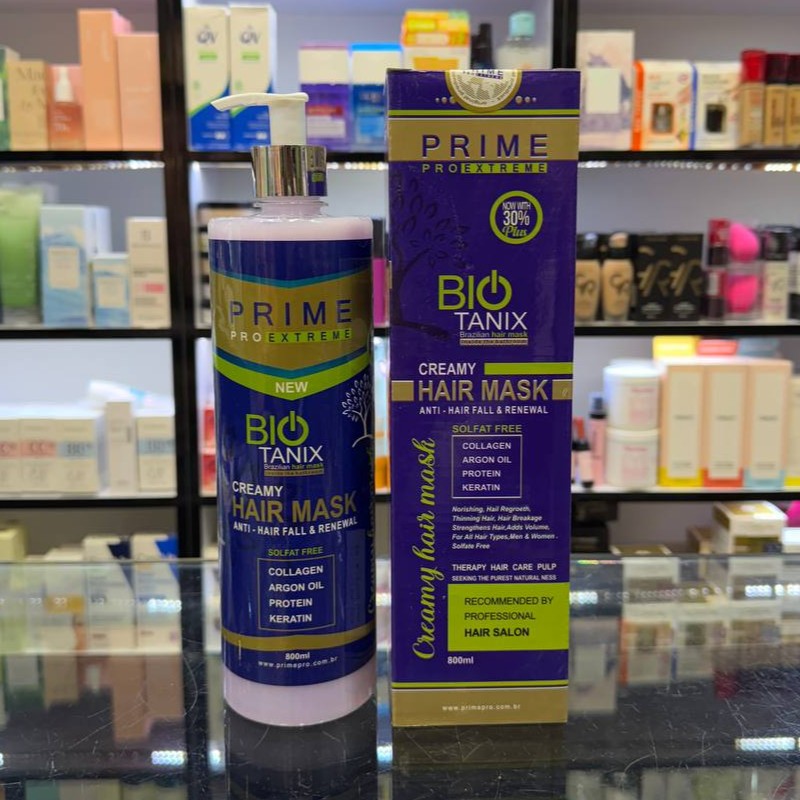 PRIME
PRO EXTREME
NEW
BIO
TANIX
Brazilian hair mask
CREAMY
HAIR MASK
ANTI - HAIR FALL & RENEWAL
SOLFAT FREE
COLLAGEN
ARGON OIL
PROTEIN
KERATIN
800ml
www.primepro.com.br
PRIME
PRO EXTREME
NOW WITH
30%
Plus
BIO
TANIX
Brazilian hair mask
CREAMY
HAIR MASK
ANTI - HAIR FALL & RENEWAL
SOLFAT FREE
COLLAGEN
ARGON OIL
PROTEIN
KERATIN
Creamy hair mask
Norishing, Hail Regroeth,
Thinning Hair, Hair Breakage
Strengthens Hair,Adds Volume,
For All Hair Types,Men & Women .
Solfate Free
THERAPY HAIR CARE PULP
SEEKING THE PUREST NATURAL NESS
RECOMMENDED BY
PROFESSIONAL
HAIR SALON
800ml
www.primepro.com.br
QV